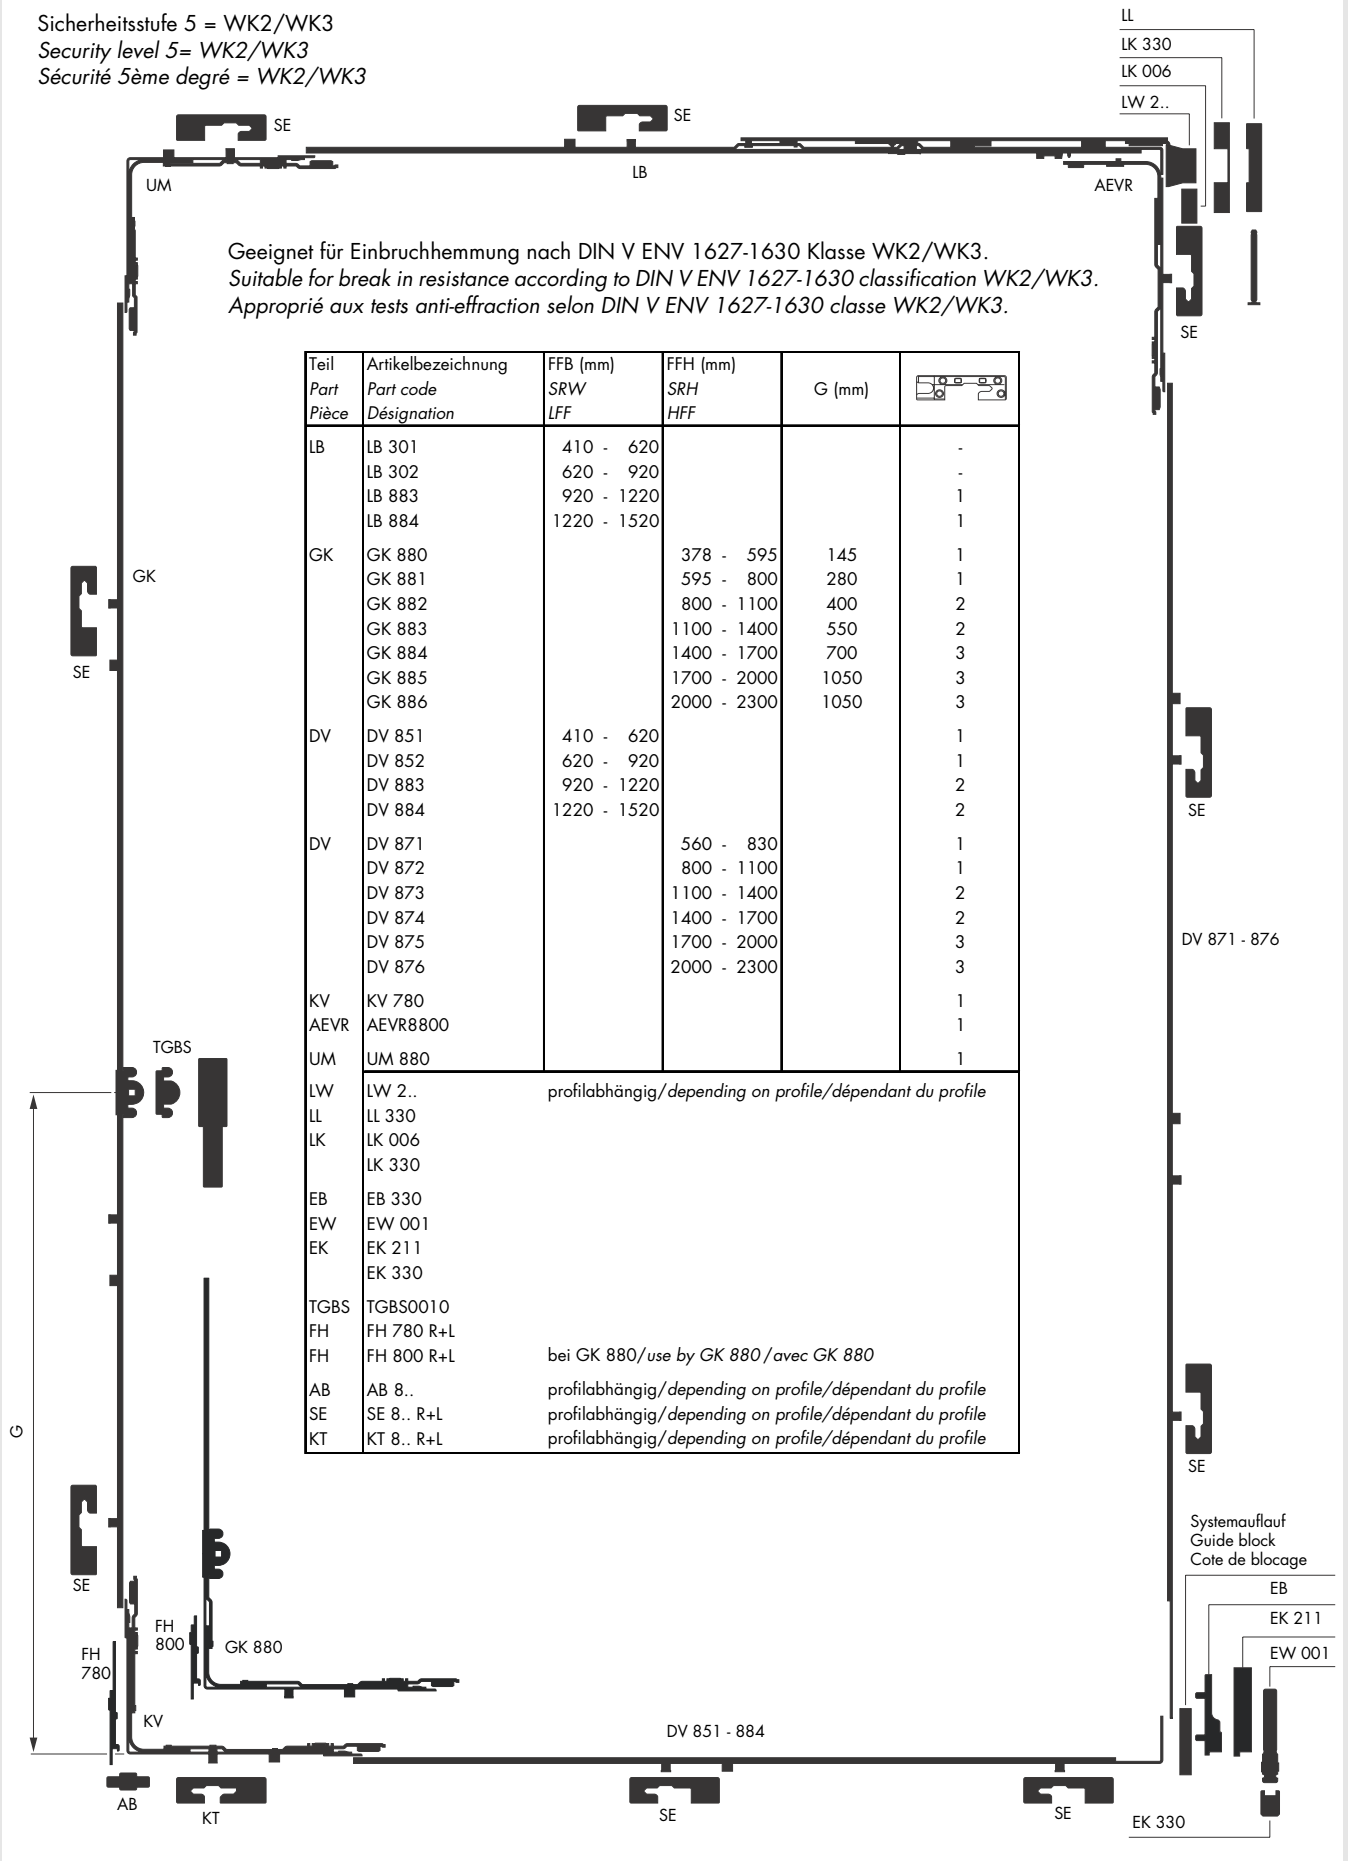 Sicherheitsstufe 5 = WK2/WK3
Security level 5= WK2/WK3
Sécurité 5ème degré = WK2/WK3
LL
LK 330
LK 006
LW 2..
SE
SE
UM
LB
AEVR
Geeignet für Einbruchhemmung nach DIN V ENV 1627-1630 Klasse WK2/WK3.
Suitable for break in resistance according to DIN V ENV 1627-1630 classification WK2/WK3.
Approprié aux tests anti-effraction selon DIN V ENV 1627-1630 classe WK2/WK3.
SE
Teil Artikelbezeichnung FFB (mm) FFH (mm)
Part Part code SRW SRH G (mm)
Pièce Désignation LFF HFF
LB LB 301 410 - 620 -
LB 302 620 - 920 -
LB 883 920 - 1220 1
LB 884 1220 - 1520 1
GK GK 880 378 - 595 145 1
GK 881 595 - 800 280 1
GK 882 800 - 1100 400 2
GK 883 1100 - 1400 550 2
GK 884 1400 - 1700 700 3
GK 885 1700 - 2000 1050 3
GK 886 2000 - 2300 1050 3
DV DV 851 410 - 620 1
DV 852 620 - 920 1
DV 883 920 - 1220 2
DV 884 1220 - 1520 2
DV DV 871 560 - 830 1
DV 872 800 - 1100 1
DV 873 1100 - 1400 2
DV 874 1400 - 1700 2
DV 875 1700 - 2000 3
DV 876 2000 - 2300 3
KV KV 780 1
AEVR AEVR8800 1
UM UM 880 1
LW LW 2.. profilabhängig/depending on profile/dépendant du profile
LL LL 330
LK LK 006
LK 330
EB EB 330
EW EW 001
EK EK 211
EK 330
TGBS TGBS0010
FH FH 780 R+L
FH FH 800 R+L bei GK 880/use by GK 880/avec GK 880
AB AB 8.. profilabhängig/depending on profile/dépendant du profile
SE SE 8.. R+L profilabhängig/depending on profile/dépendant du profile
KT KT 8.. R+L profilabhängig/depending on profile/dépendant du profile
GK
SE
SE
DV 871 - 876
TGBS
G
SE
SE
Systemauflauf
Guide block
Cote de blocage
EB
EK 211
EW 001
FH
800
GK 880
FH
780
KV
DV 851 - 884
AB
KT
SE
SE
EK 330